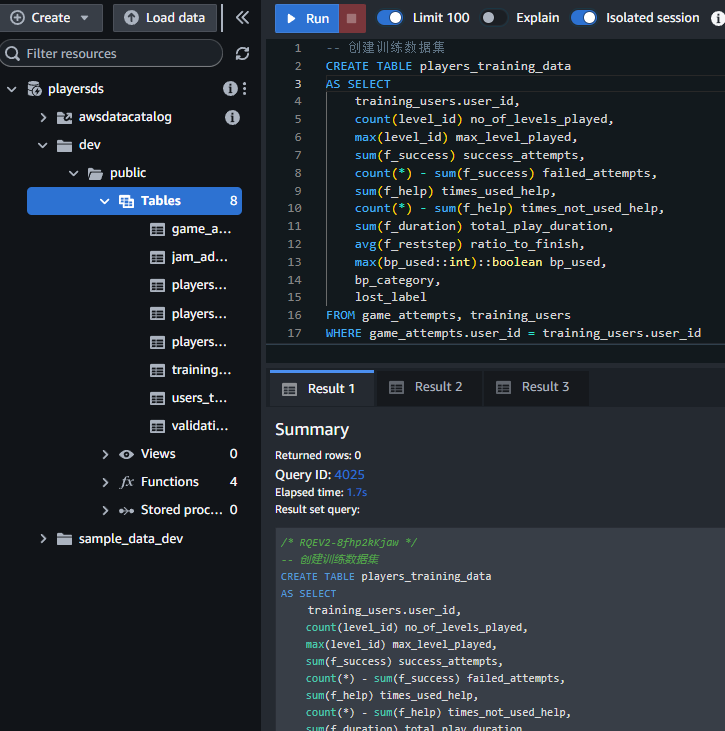 Create
Load data
Filter resources
playersds
awsdatacatalog
dev
public
Tables 8
game_a...
jam_ad...
players...
players...
players...
training...
users_t...
validati...
Views 0
Functions 4
Stored proc... 0
sample_data_dev
Run
Limit 100
Explain
Isolated session
1 -- 创建训练数据集
2 CREATE TABLE players_training_data
3 AS SELECT
4 training_users.user_id,
5 count(level_id) no_of_levels_played,
6 max(level_id) max_level_played,
7 sum(f_success) success_attempts,
8 count(*) - sum(f_success) failed_attempts,
9 sum(f_help) times_used_help,
10 count(*) - sum(f_help) times_not_used_help,
11 sum(f_duration) total_play_duration,
12 avg(f_reststep) ratio_to_finish,
13 max(bp_used::int)::boolean bp_used,
14 bp_category,
15 lost_label
16 FROM game_attempts, training_users
17 WHERE game_attempts.user_id = training_users.user_id
Result 1
Result 2
Result 3
Summary
Returned rows: 0
Query ID: 4025
Elapsed time: 1.7s
Result set query:
/* RQEV2-8fhp2kKjaw */
-- 创建训练数据集
CREATE TABLE players_training_data
AS SELECT
training_users.user_id,
count(level_id) no_of_levels_played,
max(level_id) max_level_played,
sum(f_success) success_attempts,
count(*) - sum(f_success) failed_attempts,
sum(f_help) times_used_help,
count(*) - sum(f_help) times_not_used_help,
sum(f_duration) total_play_duration,